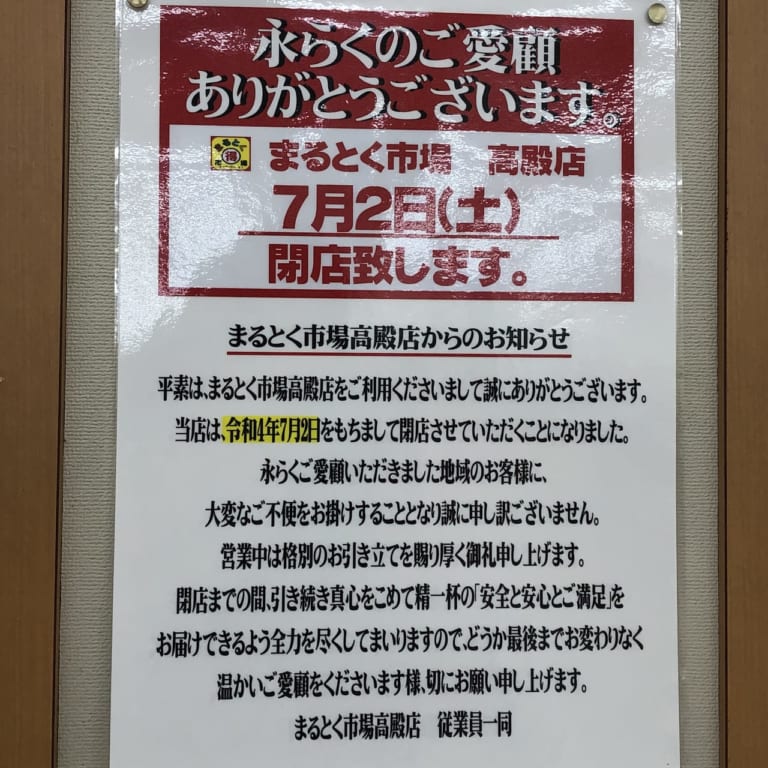 永らくのご愛顧
ありがとうございます。
まるとく 得 市場
まるとく市場 高殿店
7月2日(土)
閉店致します。
まるとく市場高殿店からのお知らせ
平素は、まるとく市場高殿店をご利用くださいまして誠にありがとうございます。
当店は、令和4年7月2日をもちまして閉店させていただくことになりました。
永らくご愛顧いただきました地域のお客様に、
大変なご不便をお掛けすることとなり誠に申し訳ございません。
営業中は格別のお引き立てを賜り厚く御礼申し上げます。
閉店までの間、引き続き真心をこめて精一杯の「安全と安心とご満足」を
お届けできるよう全力を尽くしてまいりますので、どうか最後までお変わりなく
温かいご愛顧をくださいます様、切にお願い申し上げます。
まるとく市場高殿店 従業員一同